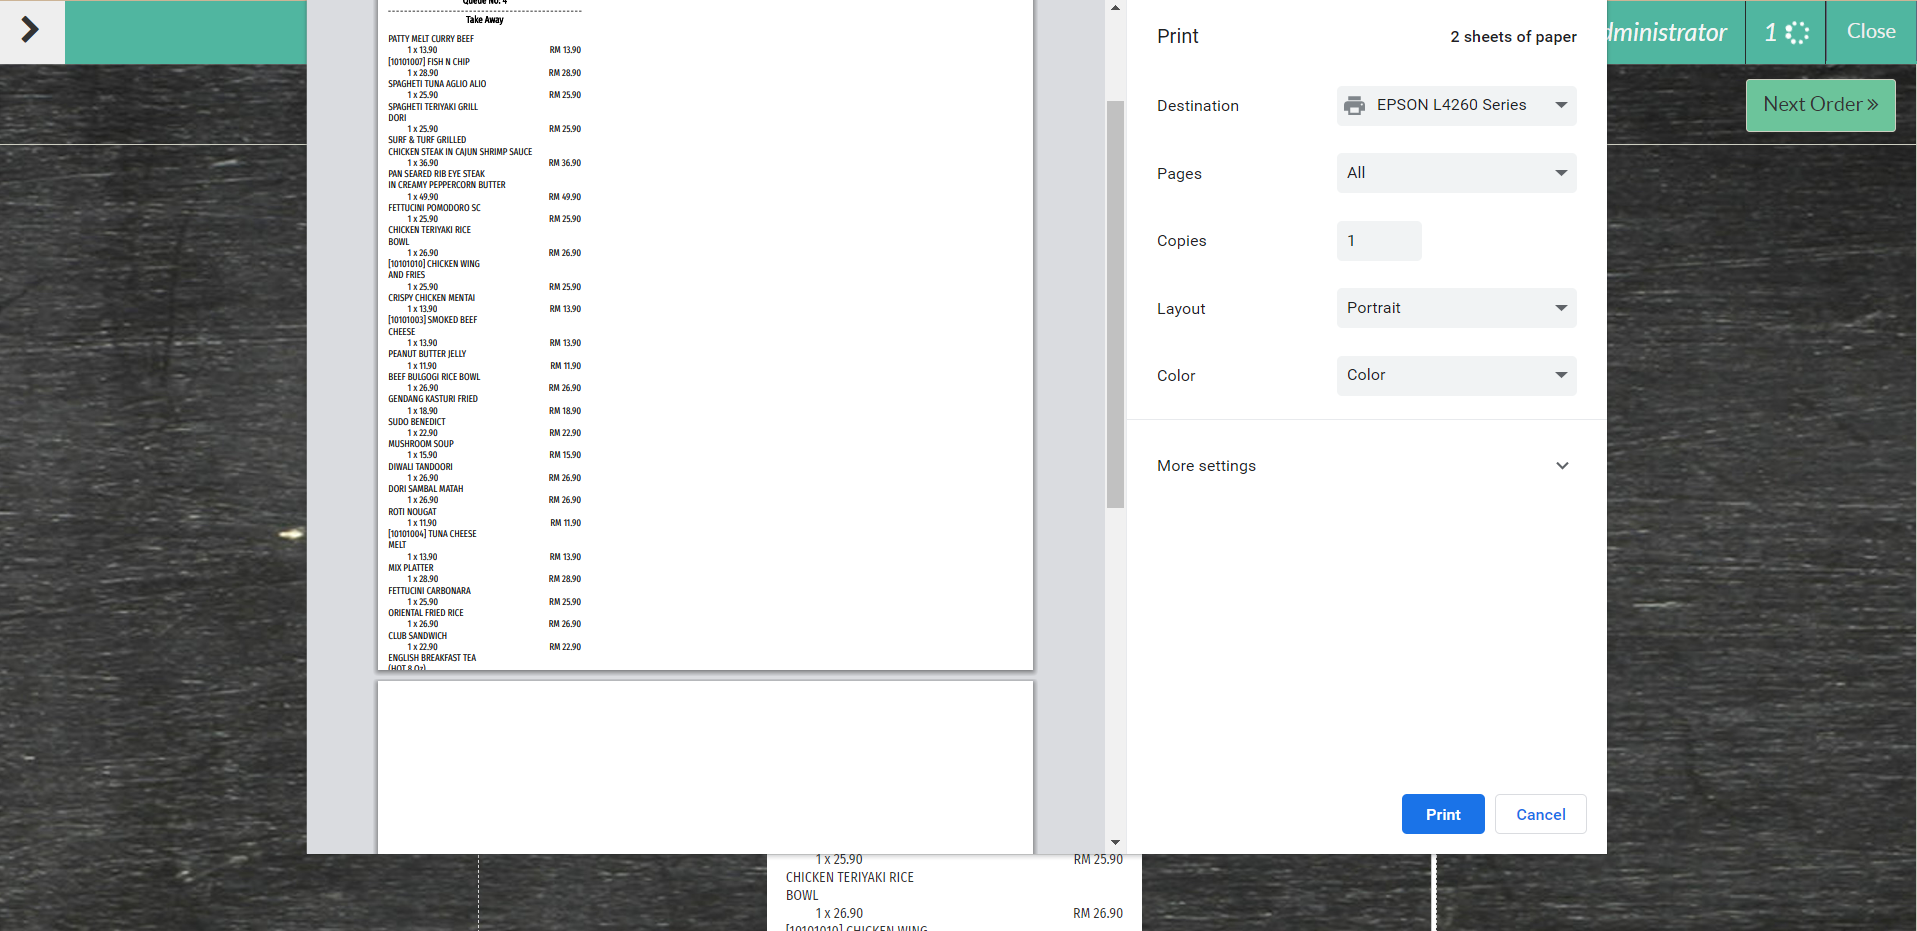 Queue No. 4
Take Away
PATTY MELT CURRY BEEF
1 x 13.90 RM 13.90
[10101007] FISH N CHIP
1 x 28.90 RM 28.90
SPAGHETI TUNA AGLIO ALIO
1 x 25.90 RM 25.90
SPAGHETI TERIYAKI GRILL
DORI
1 x 25.90 RM 25.90
SURF & TURF GRILLED
CHICKEN STEAK IN CAJUN SHRIMP SAUCE
1 x 36.90 RM 36.90
PAN SEARED RIB EYE STEAK
IN CREAMY PEPPERCORN BUTTER
1 x 49.90 RM 49.90
FETTUCINI POMODORO SC
1 x 25.90 RM 25.90
CHICKEN TERIYAKI RICE
BOWL
1 x 26.90 RM 26.90
[10101010] CHICKEN WING
AND FRIES
1 x 25.90 RM 25.90
CRISPY CHICKEN MENTAI
1 x 13.90 RM 13.90
[10101003] SMOKED BEEF
CHEESE
1 x 13.90 RM 13.90
PEANUT BUTTER JELLY
1 x 11.90 RM 11.90
BEEF BULGOGI RICE BOWL
1 x 26.90 RM 26.90
GENDANG KASTURI FRIED
1 x 18.90 RM 18.90
SUDO BENEDICT
1 x 22.90 RM 22.90
MUSHROOM SOUP
1 x 15.90 RM 15.90
DIWALI TANDOORI
1 x 26.90 RM 26.90
DORI SAMBAL MATAH
1 x 26.90 RM 26.90
ROTI NOUGAT
1 x 11.90 RM 11.90
[10101004] TUNA CHEESE
MELT
1 x 13.90 RM 13.90
MIX PLATTER
1 x 28.90 RM 28.90
FETTUCINI CARBONARA
1 x 25.90 RM 25.90
ORIENTAL FRIED RICE
1 x 26.90 RM 26.90
CLUB SANDWICH
1 x 22.90 RM 22.90
ENGLISH BREAKFAST TEA
(HOT 8 Oz)
Print 2 sheets of paper
Destination EPSON L4260 Series
Pages All
Copies 1
Layout Portrait
Color Color
More settings
Print Cancel
dministrator 1 Close
Next Order »
1 x 25.90 RM 25.90
CHICKEN TERIYAKI RICE
BOWL
1 x 26.90 RM 26.90
[10101010] CHICKEN WING